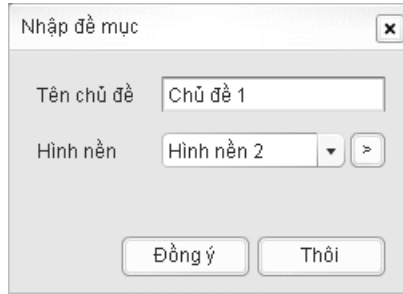 Nhập đề mục
Tên chủ đề Chủ đề 1
Hình nền Hình nền 2 >
Đồng ý Thôi